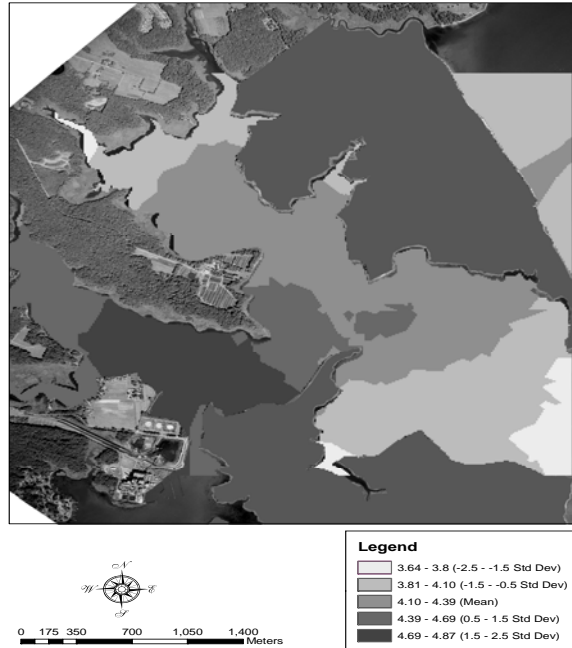 Legend
3.64 - 3.8 (-2.5 - -1.5 Std Dev)
3.81 - 4.10 (-1.5 - -0.5 Std Dev)
4.10 - 4.39 (Mean)
4.39 - 4.69 (0.5 - 1.5 Std Dev)
4.69 - 4.87 (1.5 - 2.5 Std Dev)
N
W E
S
0 175 350 700 1,050 1,400
Meters